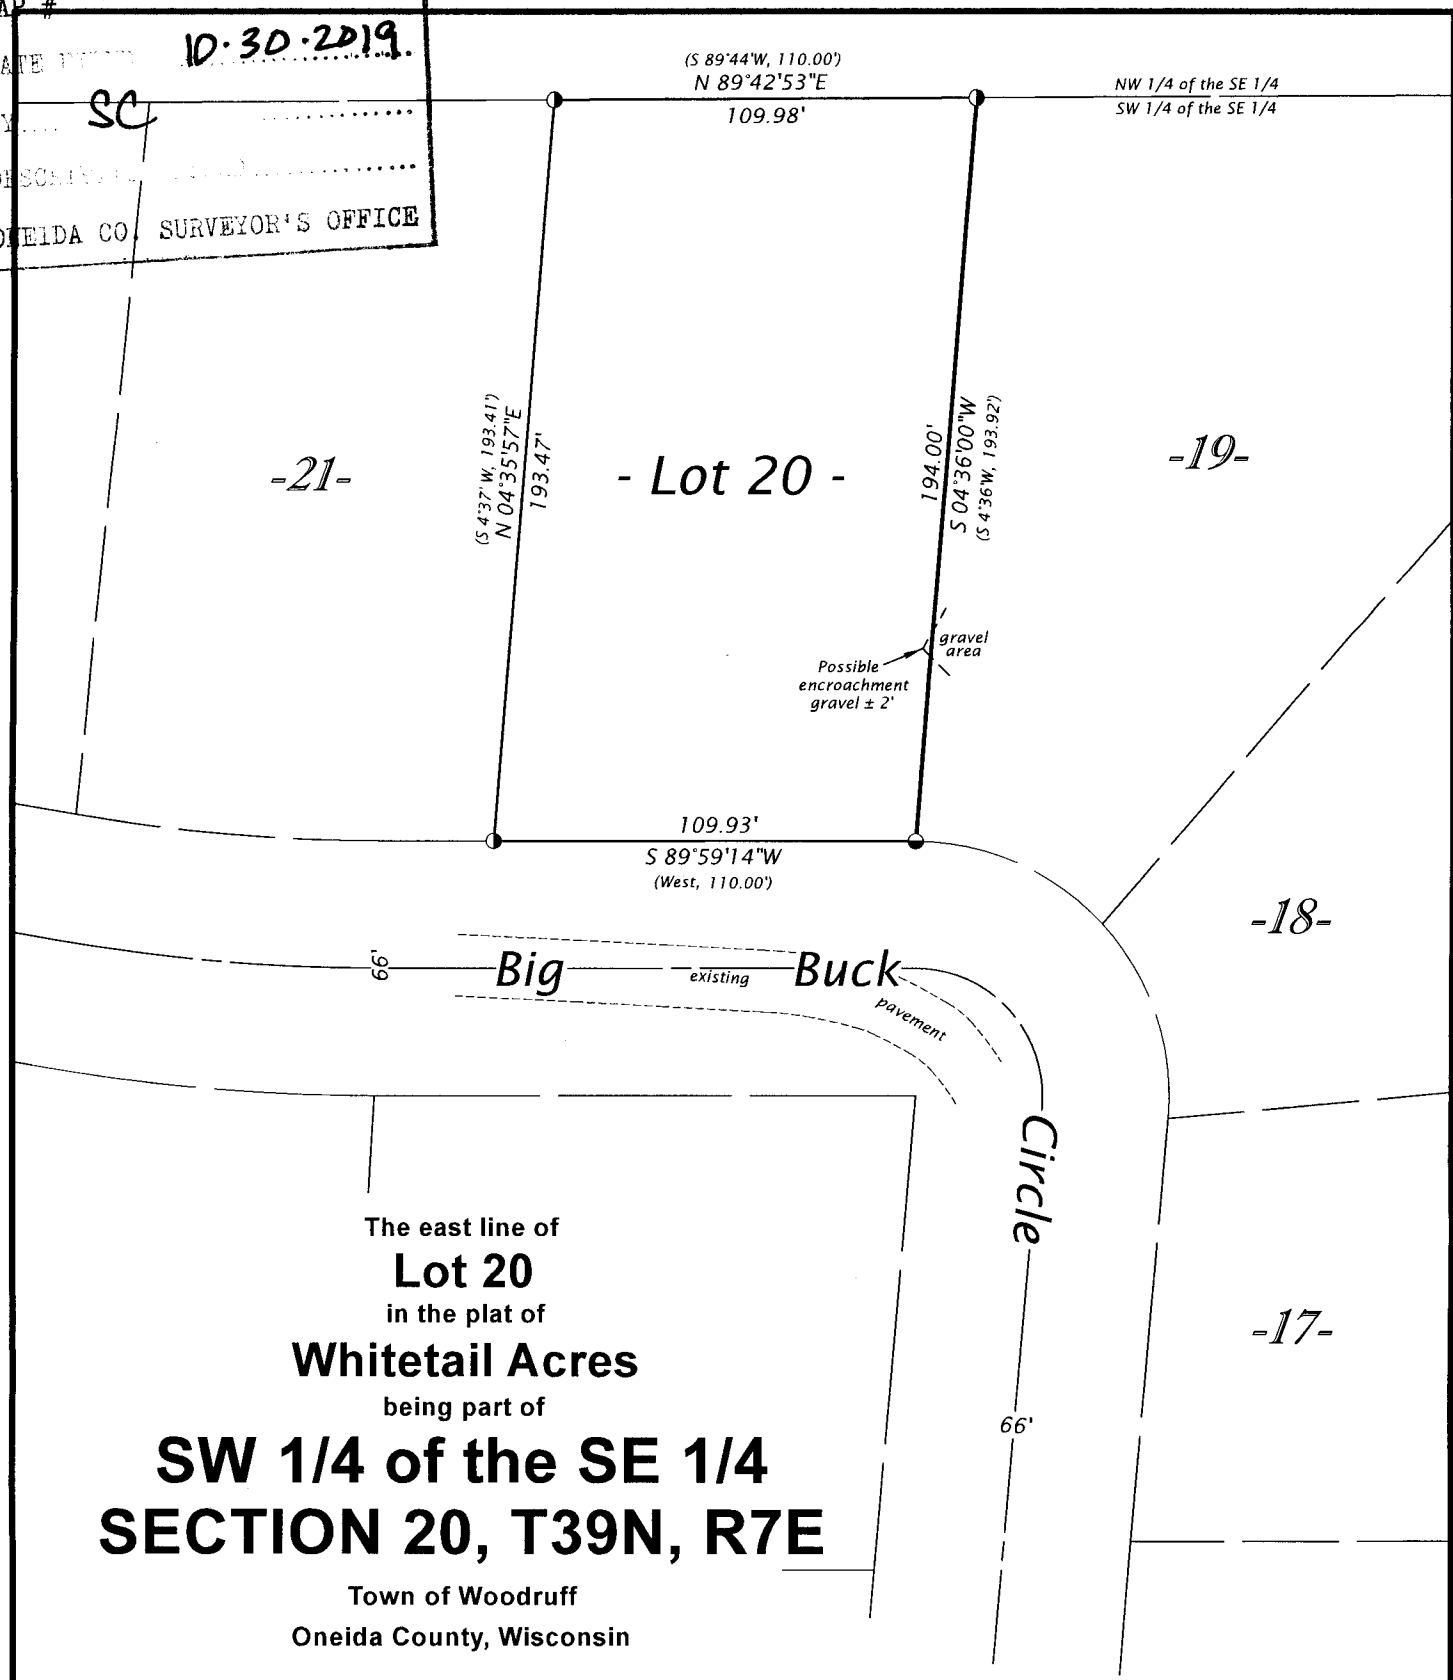 #
10·30·2019.
SC
SURVEYOR'S OFFICE
(S 89°44'W, 110.00')
N 89°42'53"E
109.98'
NW 1/4 of the SE 1/4
SW 1/4 of the SE 1/4
(S 4°37'W, 193.41')
N 04°35'57"E
193.47'
194.00'
S 04°36'00"W
(S 4°36'W, 193.92')
-21-
- Lot 20 -
-19-
gravel
area
Possible
encroachment
gravel ± 2'
109.93'
S 89°59'14"W
(West, 110.00')
-18-
66'
Big
existing
Buck
pavement
Circle
66'
-17-
The east line of
Lot 20
in the plat of
Whitetail Acres
being part of
SW 1/4 of the SE 1/4
SECTION 20, T39N, R7E
Town of Woodruff
Oneida County, Wisconsin